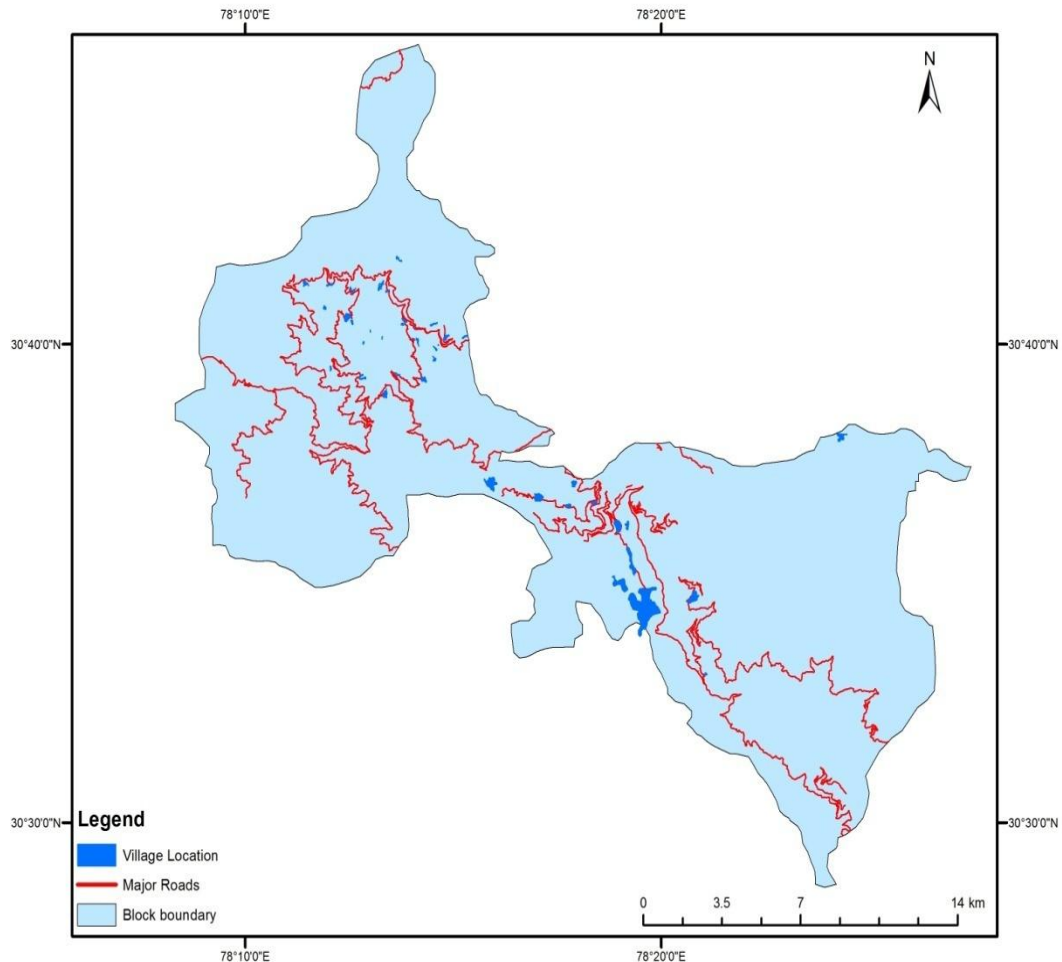 78°10'0"E 78°20'0"E
N
30°40'0"N 30°40'0"N
30°30'0"N 30°30'0"N
Legend
Village Location
Major Roads
Block boundary
0 3.5 7 14 km
78°10'0"E 78°20'0"E